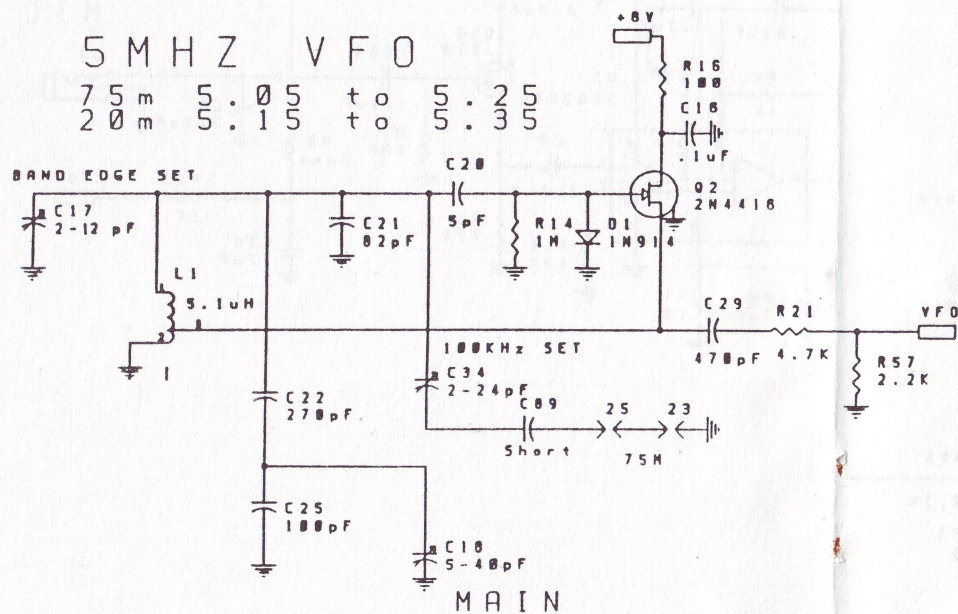 5MHZ VFO
75m 5.05 to 5.25
20m 5.15 to 5.35
+8V
R16
100
C16
.1uF
Q2
2N4416
BAND EDGE SET
C17
2-12 pF
L1
5.1uH
1
2
C21
82pF
C20
5pF
R14
1M
D1
1N914
100KHz SET
C29
470pF
R21
4.7K
VFO
R57
2.2K
C22
270pF
C34
2-24pF
C89
Short
25
23
75M
C25
100pF
C18
5-40pF
MAIN